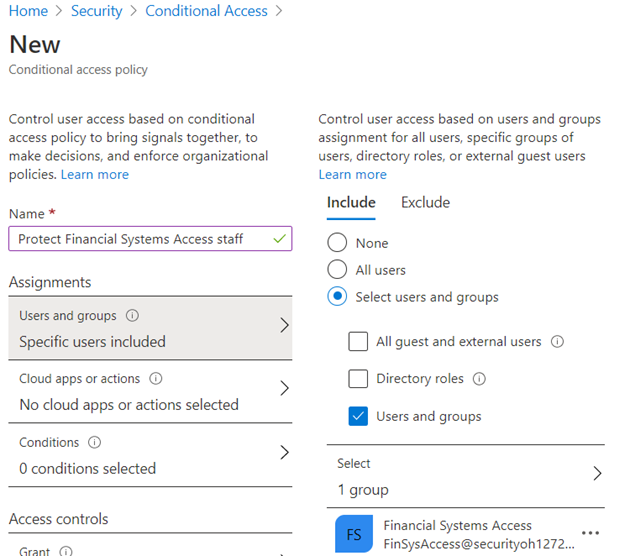 Home > Security > Conditional Access >
New
Conditional access policy
Control user access based on conditional
access policy to bring signals together, to
make decisions, and enforce organizational
policies. Learn more
Name *
Protect Financial Systems Access staff
Assignments
Users and groups
Specific users included
Cloud apps or actions
No cloud apps or actions selected
Conditions
0 conditions selected
Access controls
Grant
Control user access based on users and groups
assignment for all users, specific groups of
users, directory roles, or external guest users
Learn more
Include Exclude
None
All users
Select users and groups
All guest and external users
Directory roles
Users and groups
Select
1 group
FS
Financial Systems Access
FinSysAccess@securityoh1272...